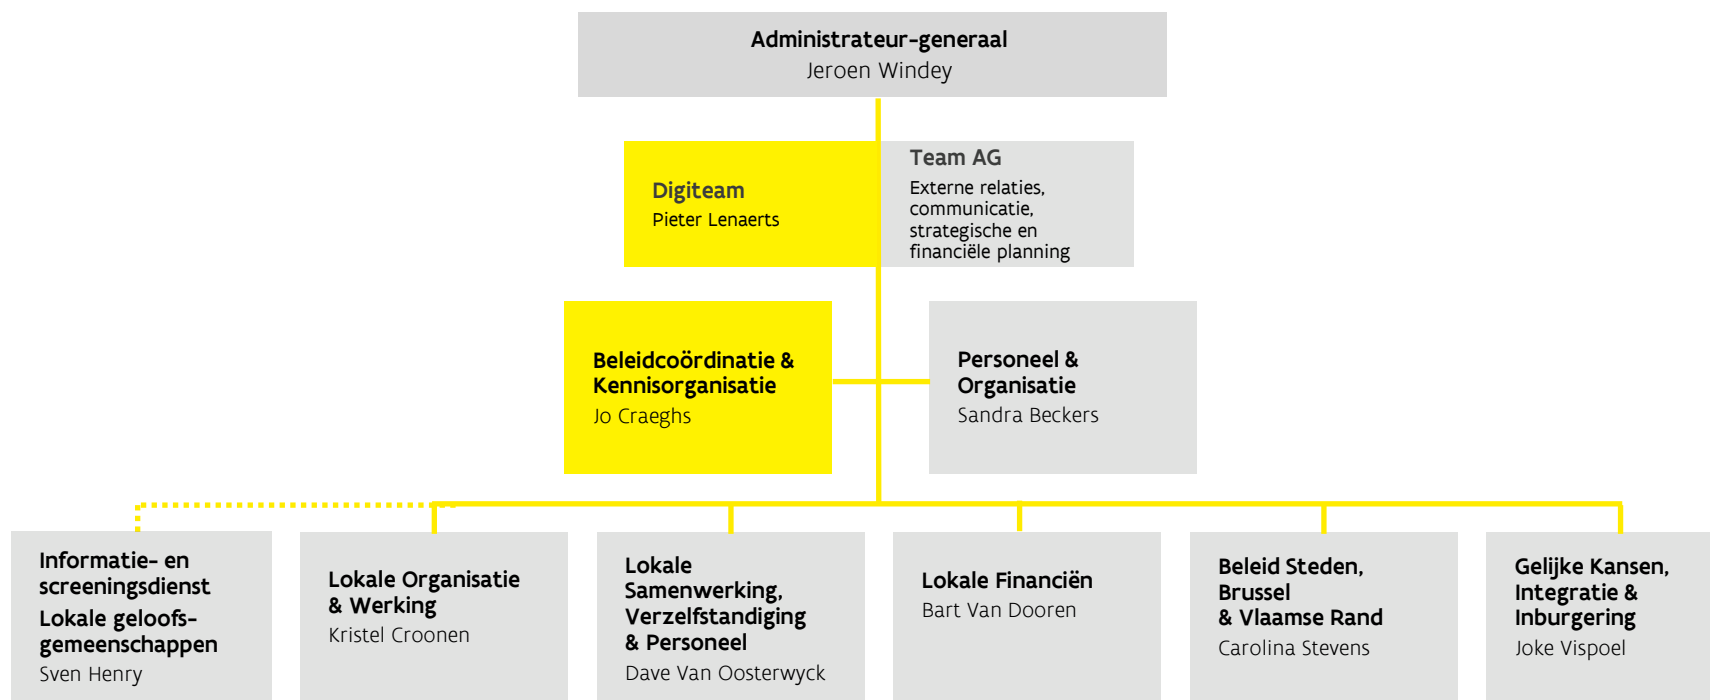 Administrateur-generaal
Jeroen Windey
Digiteam
Pieter Lenaerts
Team AG
Externe relaties,
communicatie,
strategische en
financiële planning
Beleidcoördinatie &
Kennisorganisatie
Jo Craeghs
Personeel &
Organisatie
Sandra Beckers
Informatie- en
screeningsdienst
Lokale geloofs-
gemeenschappen
Sven Henry
Lokale Organisatie
& Werking
Kristel Croonen
Lokale
Samenwerking,
Verzelfstandiging
& Personeel
Dave Van Oosterwyck
Lokale Financiën
Bart Van Dooren
Beleid Steden,
Brussel
& Vlaamse Rand
Carolina Stevens
Gelijke Kansen,
Integratie &
Inburgering
Joke Vispoel